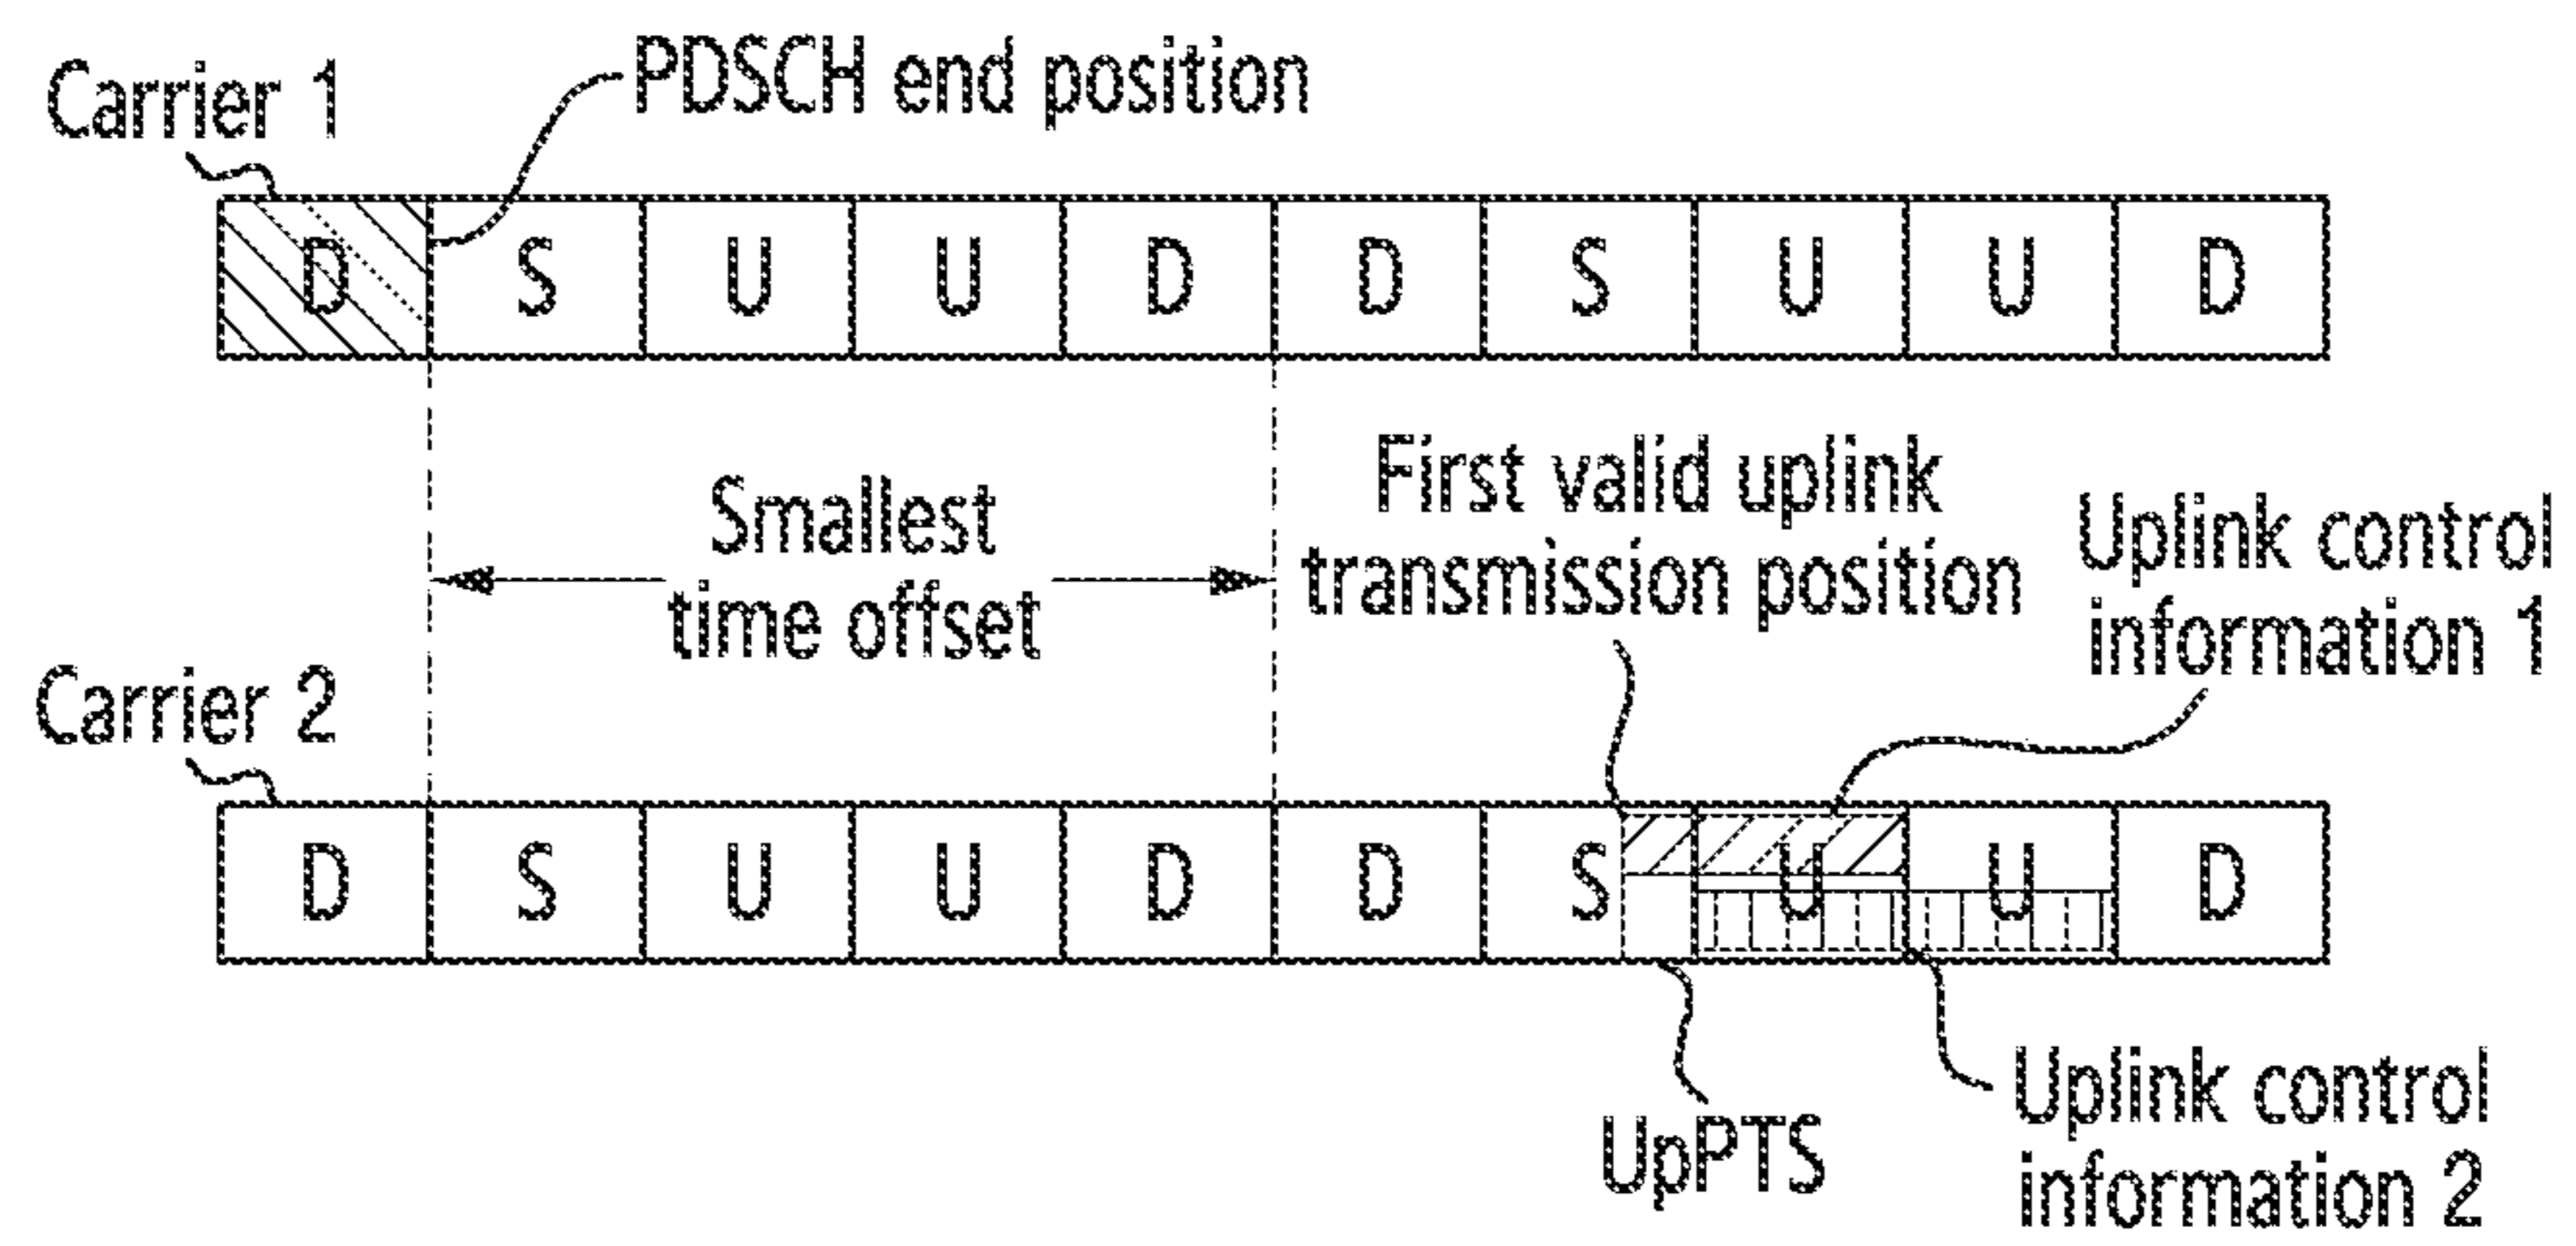 Carrier 1
PDSCH end position
D S U U D D S U U D
Smallest
time offset
First valid uplink
transmission position
Uplink control
information 1
Carrier 2
D S U U D D S U U D
UpPTS
Uplink control
information 2